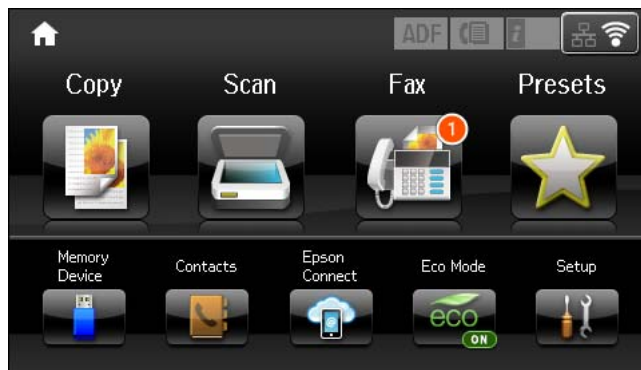 ADF i
Copy Scan Fax Presets
1
Memory Device Contacts Epson Connect Eco Mode Setup
eco
ON